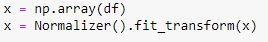 x = np.array(df)
x = Normalizer().fit_transform(x)